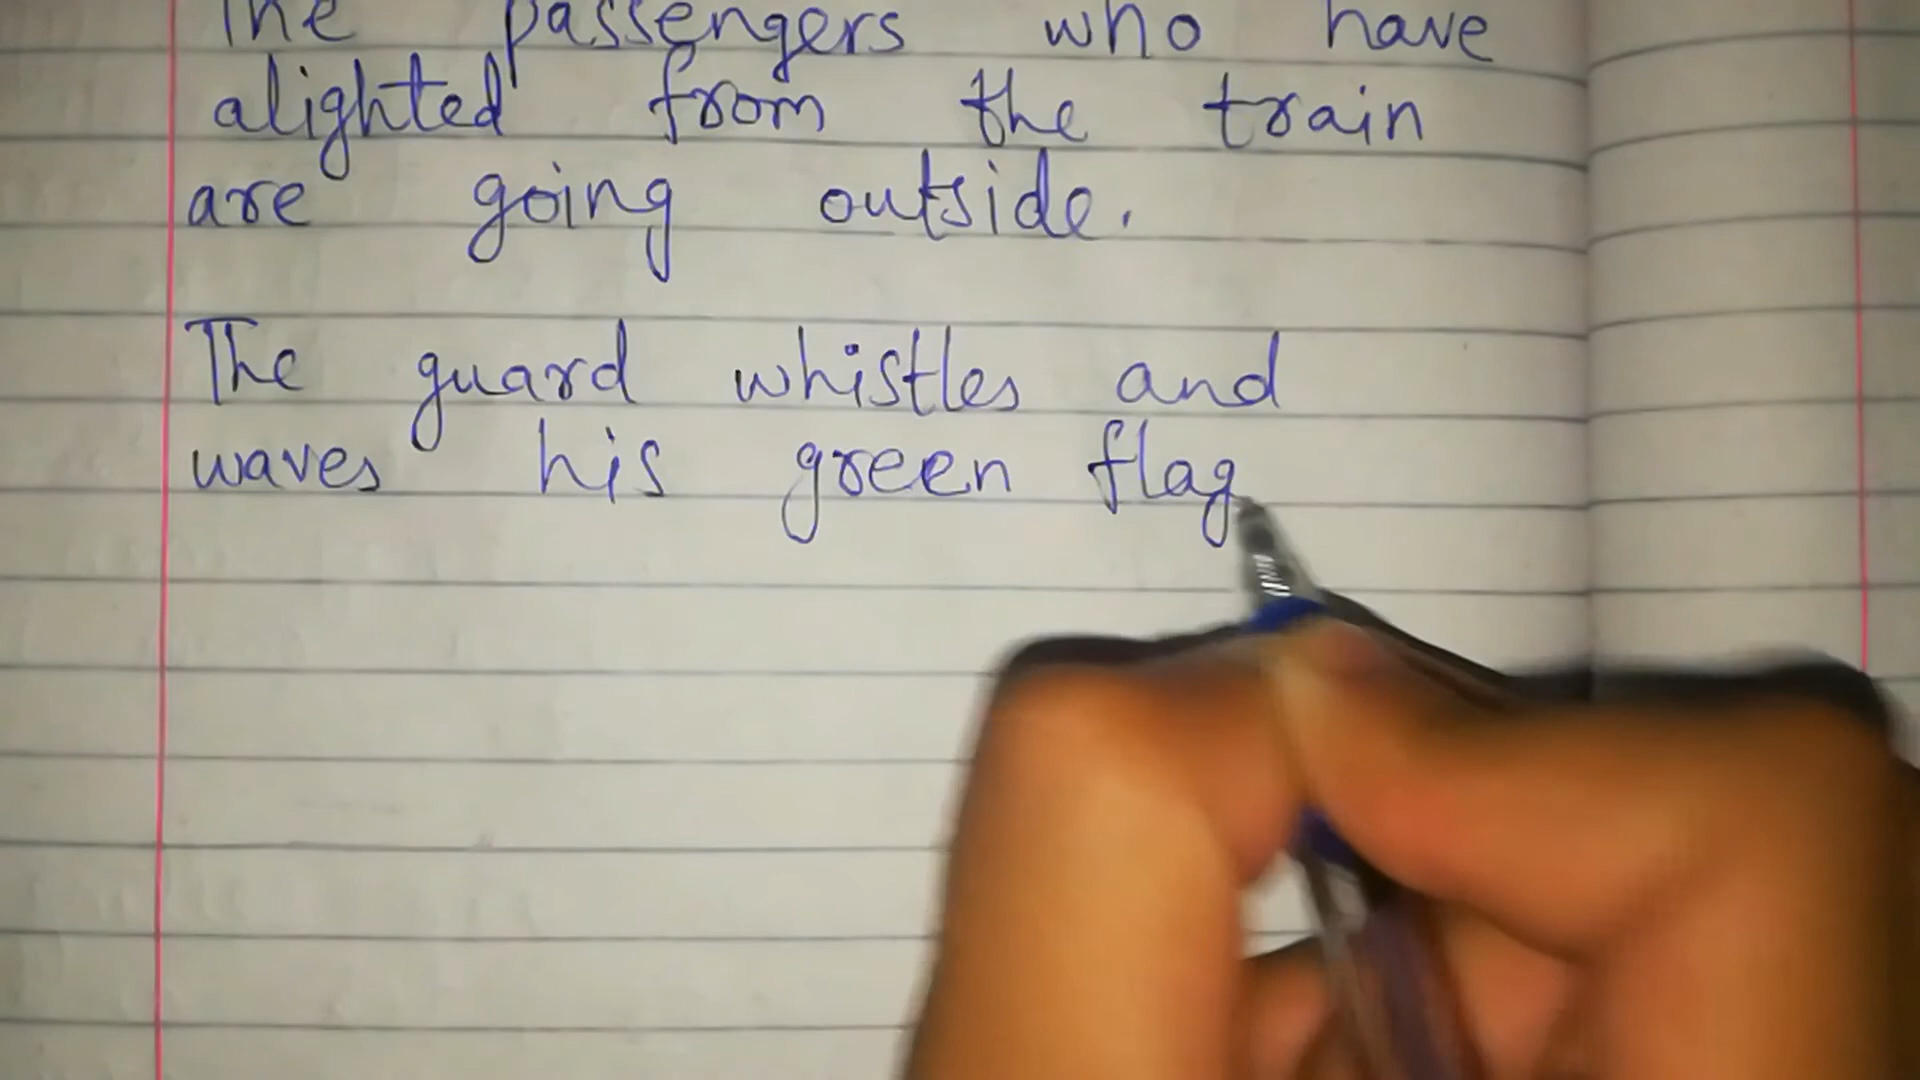 The passengers who have
alighted from the train
are going outside.
The guard whistles and
waves his green flag